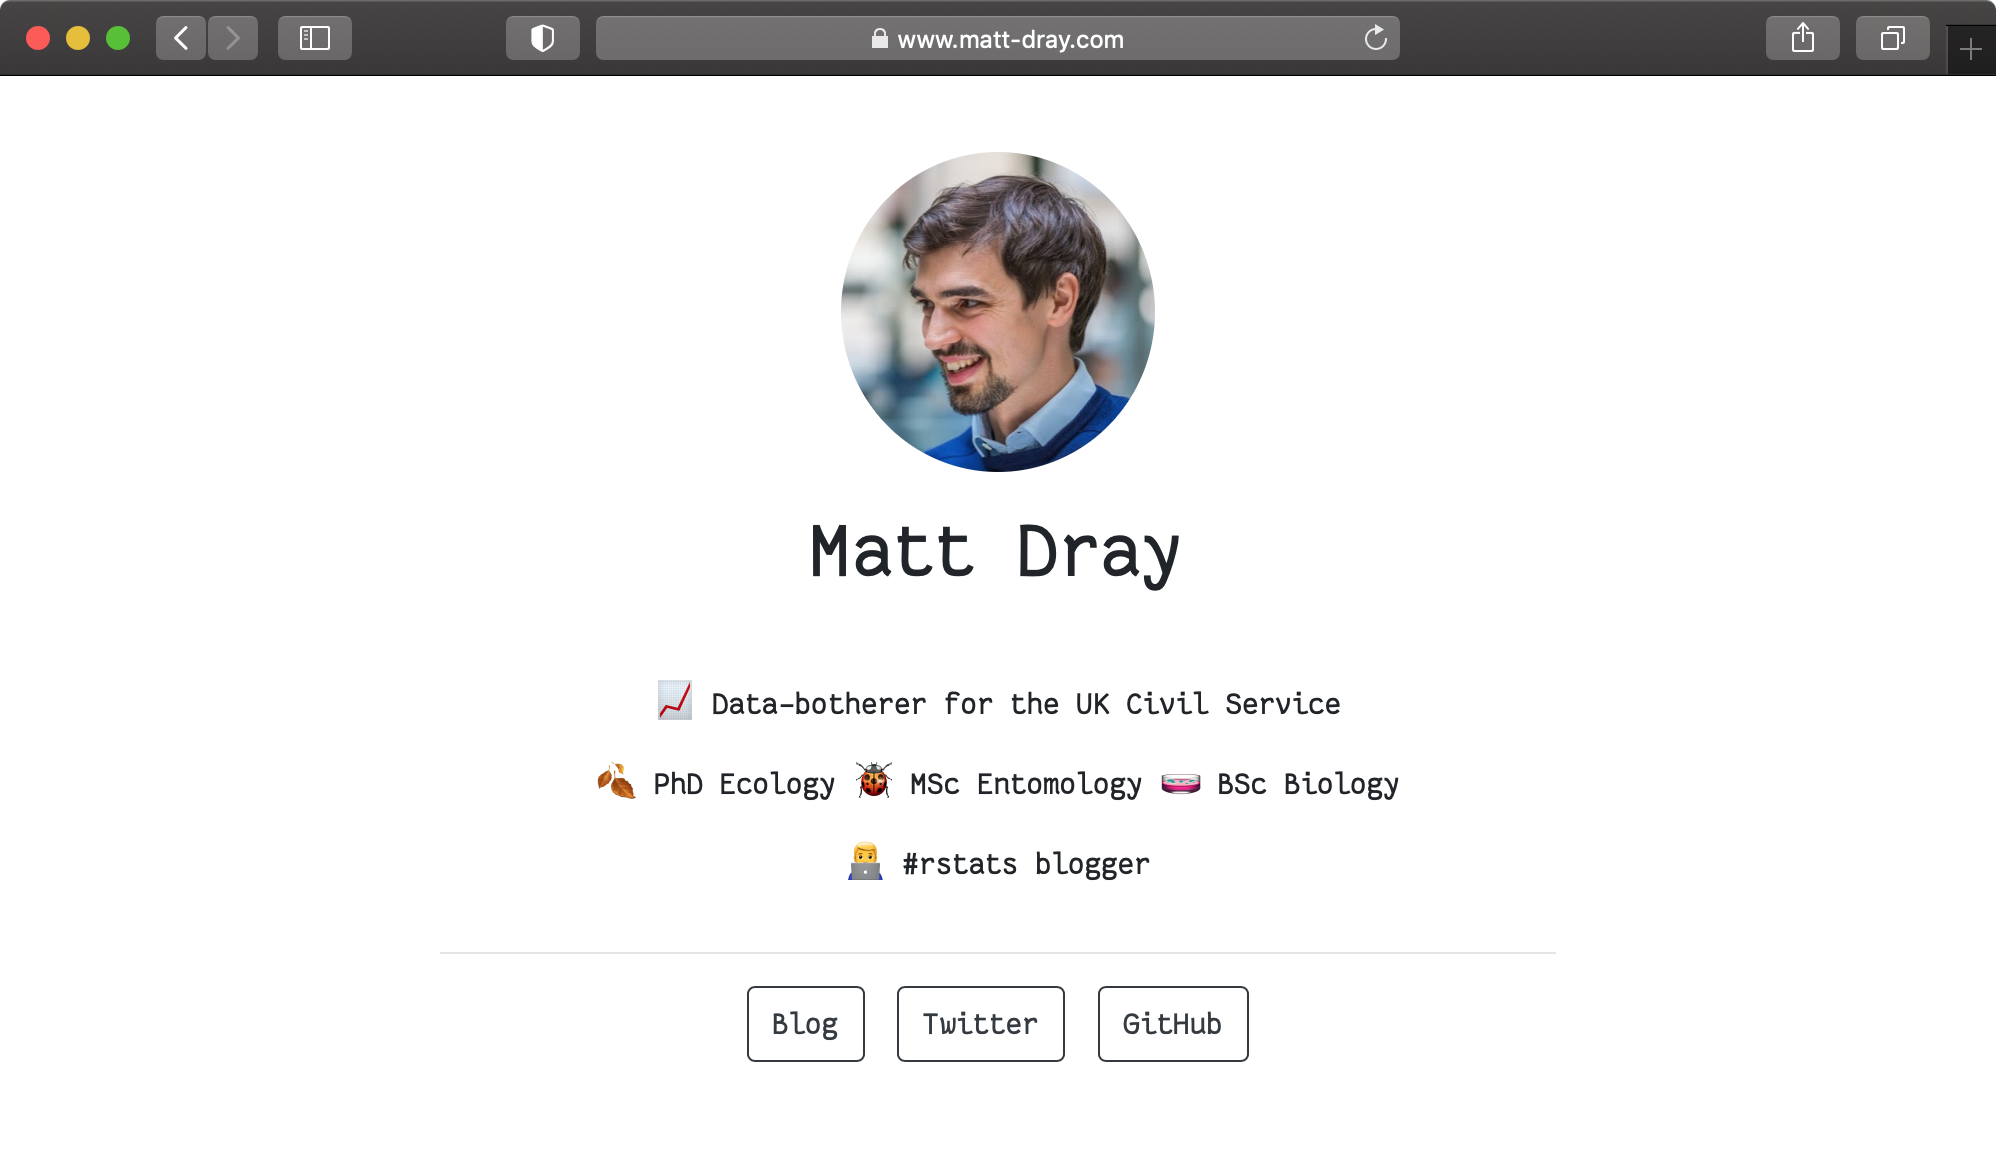 www.matt-dray.com
Matt Dray
Data-botherer for the UK Civil Service
PhD Ecology MSc Entomology BSc Biology
#rstats blogger
Blog Twitter GitHub